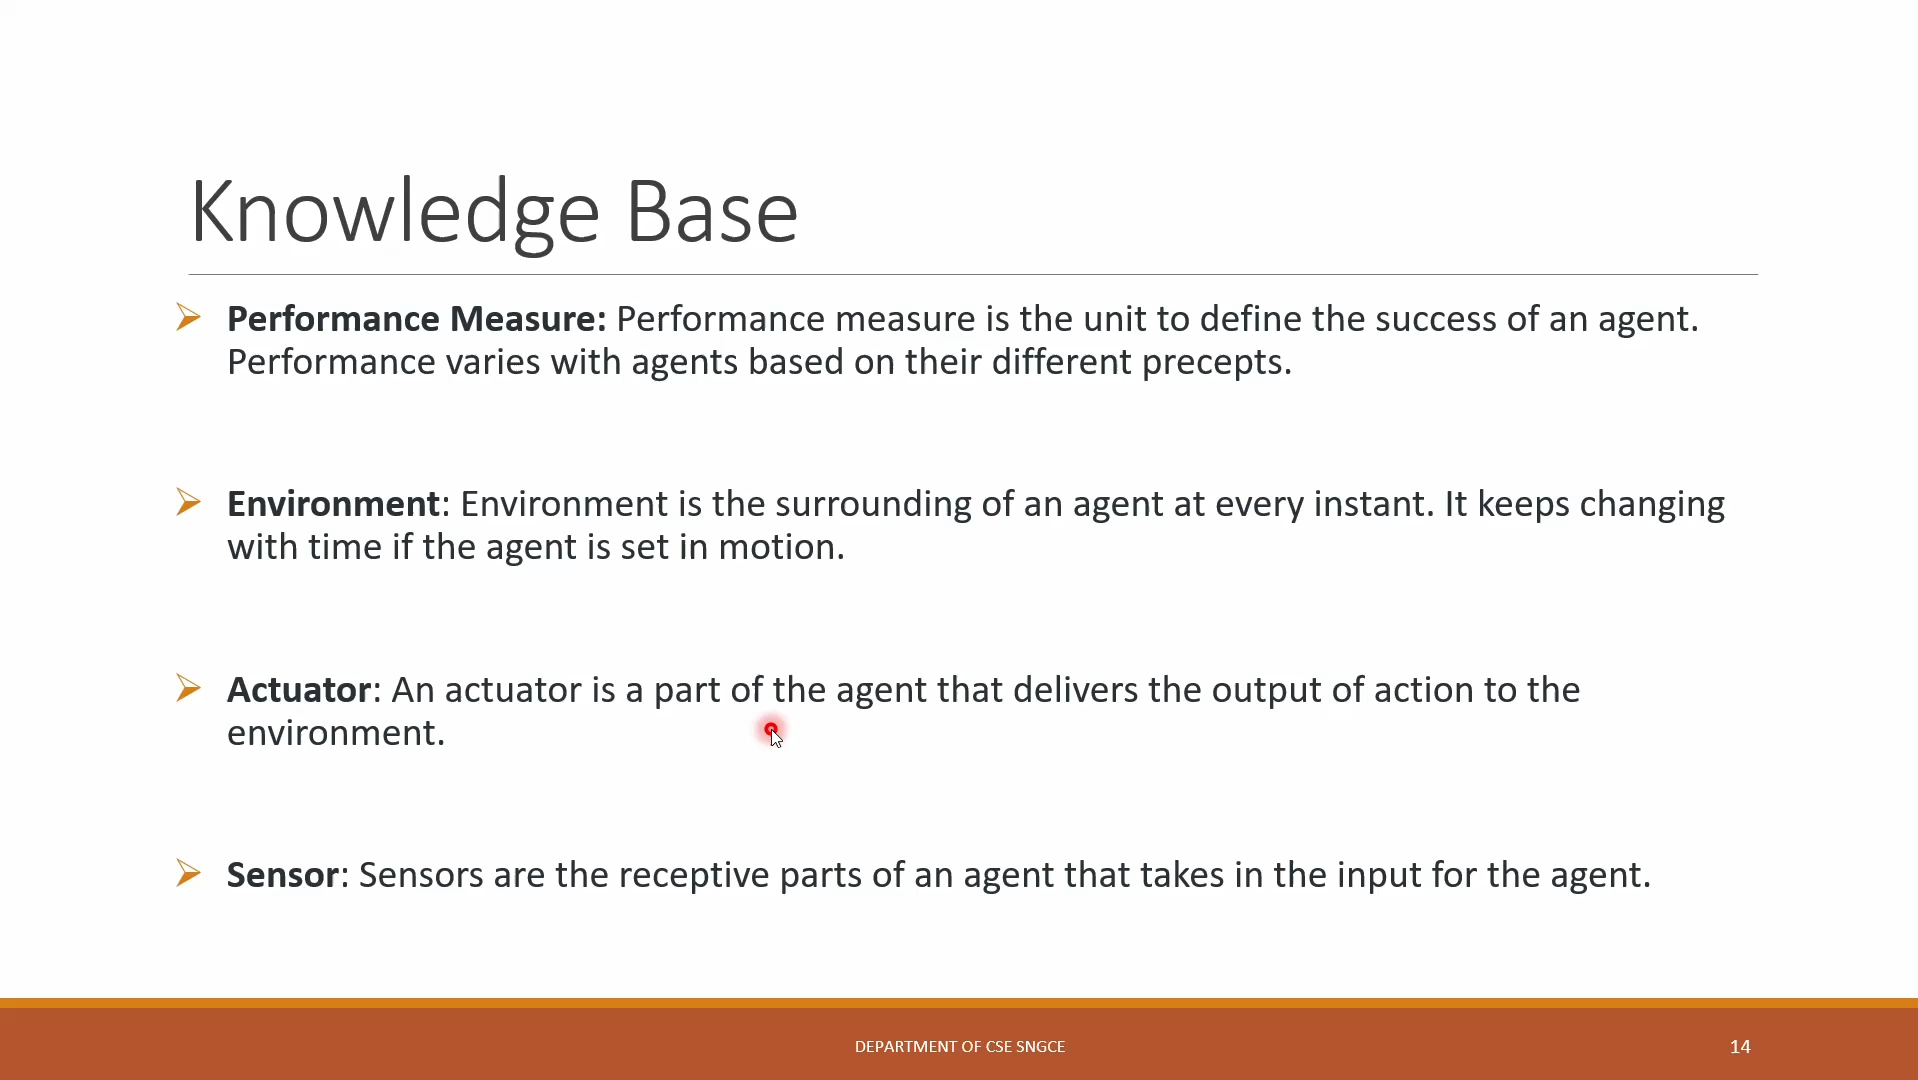 Knowledge Base
Performance Measure: Performance measure is the unit to define the success of an agent.
Performance varies with agents based on their different precepts.
Environment: Environment is the surrounding of an agent at every instant. It keeps changing
with time if the agent is set in motion.
Actuator: An actuator is a part of the agent that delivers the output of action to the
environment.
Sensor: Sensors are the receptive parts of an agent that takes in the input for the agent.
DEPARTMENT OF CSE SNGCE
14